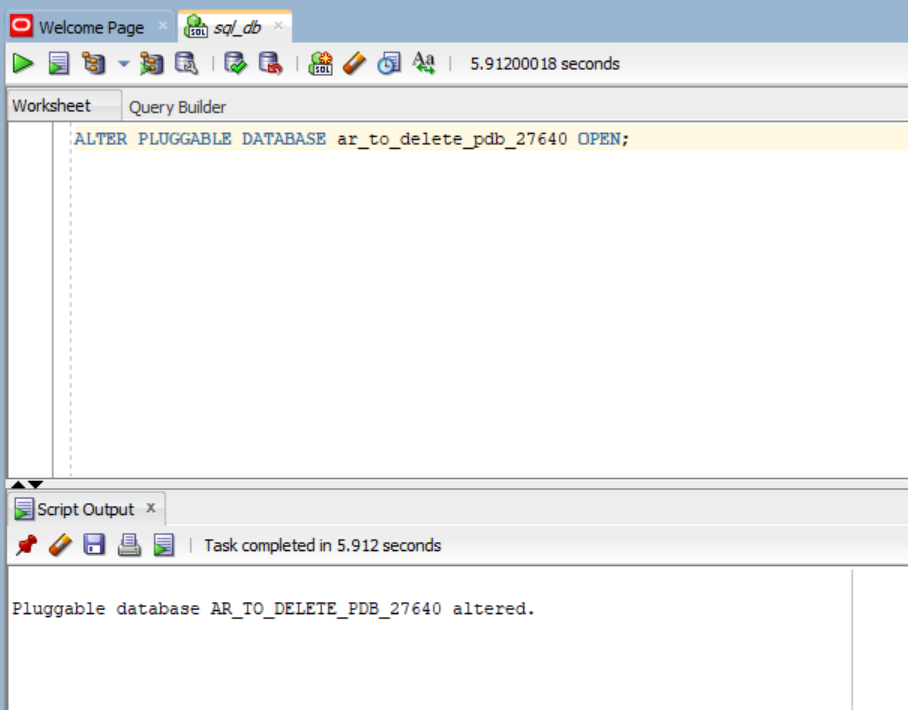 Welcome Page
sql_db
5.91200018 seconds
Worksheet
Query Builder
ALTER PLUGGABLE DATABASE ar_to_delete_pdb_27640 OPEN;
Script Output
Task completed in 5.912 seconds
Pluggable database AR_TO_DELETE_PDB_27640 altered.